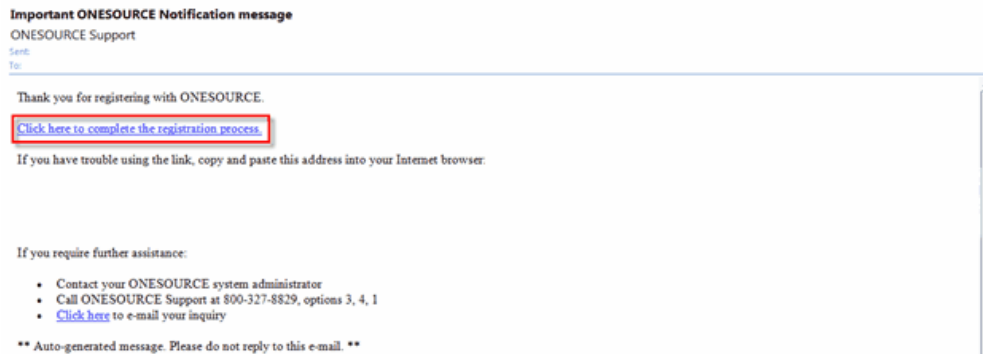 Important ONESOURCE Notification message
ONESOURCE Support
Sent:
To:
Thank you for registering with ONESOURCE.
Click here to complete the registration process.
If you have trouble using the link, copy and paste this address into your Internet browser:
If you require further assistance:
• Contact your ONESOURCE system administrator
• Call ONESOURCE Support at 800-327-8829, options 3, 4, 1
• Click here to e-mail your inquiry
** Auto-generated message. Please do not reply to this e-mail. **